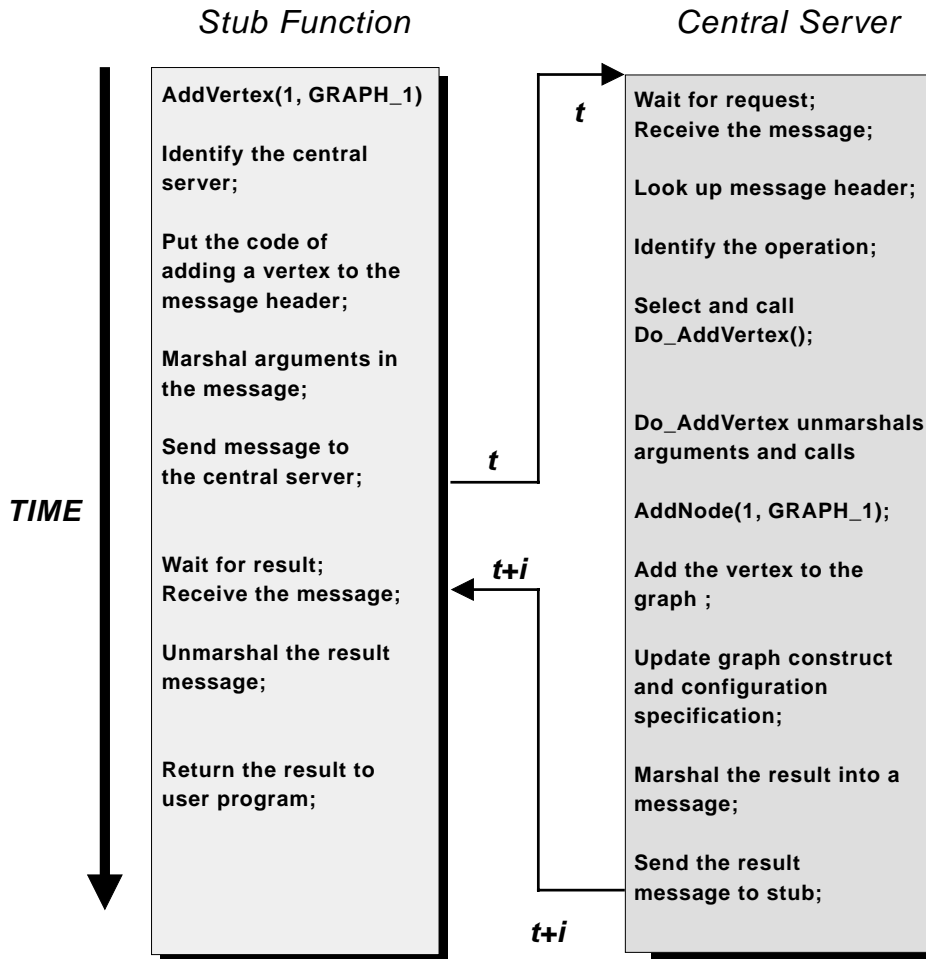 Stub Function
Central Server
AddVertex(1, GRAPH_1)
Identify the central
server;
Put the code of
adding a vertex to the
message header;
Marshal arguments in
the message;
Send message to
the central server;
Wait for result;
Receive the message;
Unmarshal the result
message;
Return the result to
user program;
TIME
t
t
t+i
t+i
Wait for request;
Receive the message;
Look up message header;
Identify the operation;
Select and call
Do_AddVertex();
Do_AddVertex unmarshals
arguments and calls
AddNode(1, GRAPH_1);
Add the vertex to the
graph ;
Update graph construct
and configuration
specification;
Marshal the result into a
message;
Send the result
message to stub;